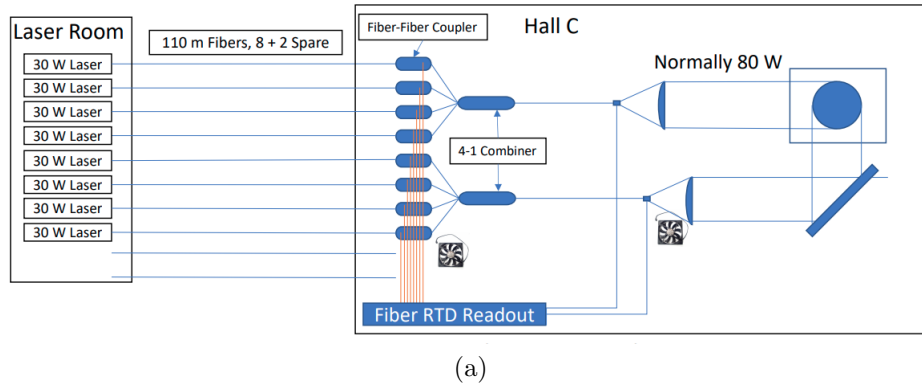 Laser Room
110 m Fibers, 8 + 2 Spare
Fiber-Fiber Coupler
Hall C
Normally 80 W
30 W Laser
30 W Laser
30 W Laser
30 W Laser
30 W Laser
30 W Laser
30 W Laser
30 W Laser
4-1 Combiner
Fiber RTD Readout
(a)